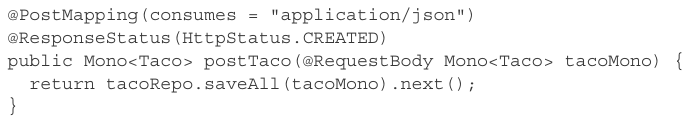 @PostMapping(consumes = "application/json")
@ResponseStatus(HttpStatus.CREATED)
public Mono<Taco> postTaco(@RequestBody Mono<Taco> tacoMono) {
  return tacoRepo.saveAll(tacoMono).next();
}